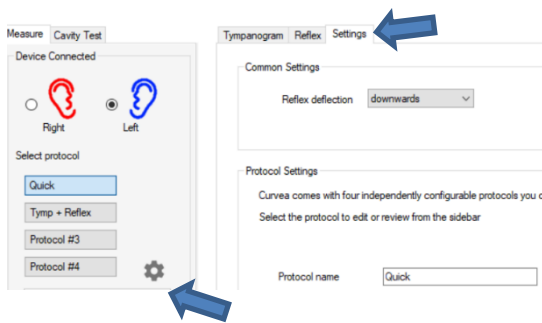 Measure Cavity Test
Device Connected
Right Left
Select protocol
Quick
Tymp + Reflex
Protocol #3
Protocol #4
Tympanogram Reflex Settings
Common Settings
Reflex deflection downwards
Protocol Settings
Curvea comes with four independently configurable protocols you
Select the protocol to edit or review from the sidebar
Protocol name Quick